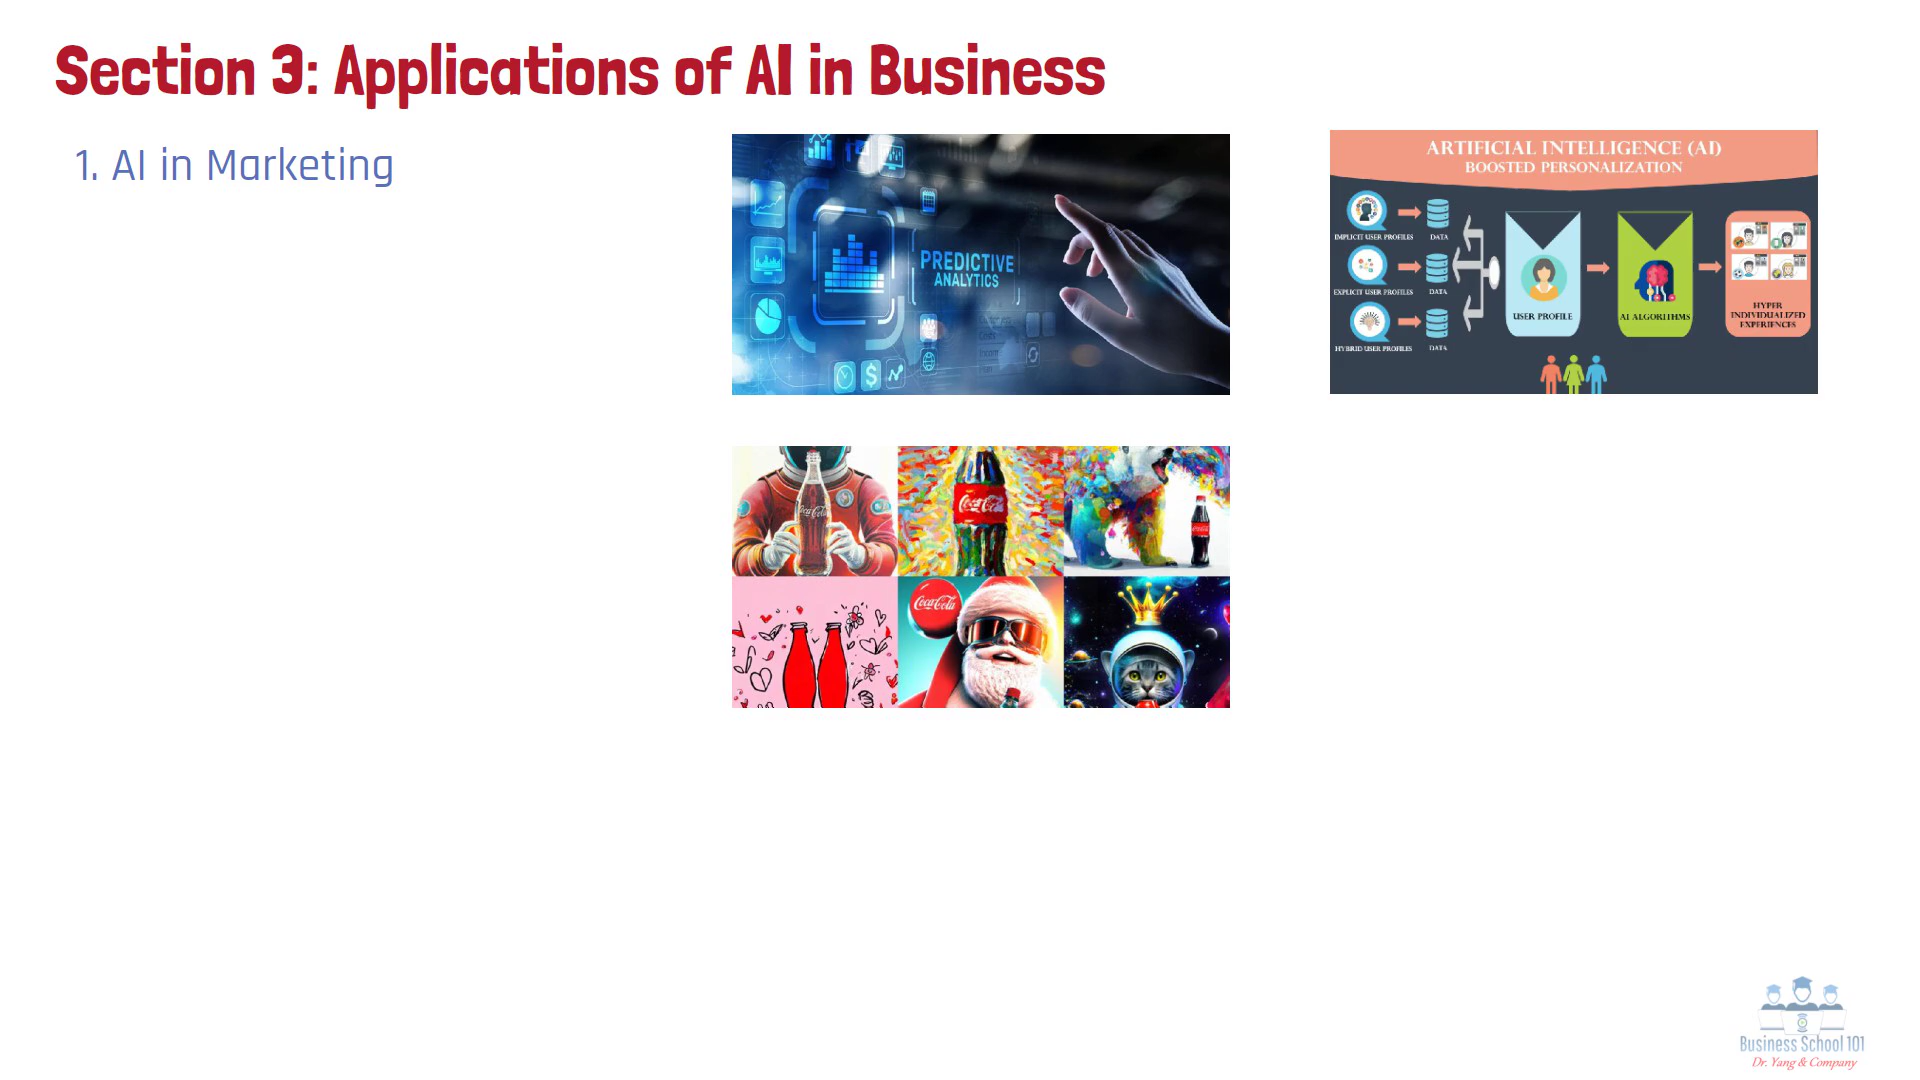 Section 3: Applications of AI in Business
1. AI in Marketing
PREDICTIVE
ANALYTICS
ARTIFICIAL INTELLIGENCE (AI)
BOOSTED PERSONALIZATION
IMPLICIT USER PROFILES
DATA
EXPLICIT USER PROFILES
DATA
HYBRID USER PROFILES
DATA
USER PROFILE
AI ALGORITHMS
HYPER
INDIVIDUALIZED
EXPERIENCES
Coca-Cola
Coca-Cola
Coca-Cola
Business School 101
Dr. Yang & Company